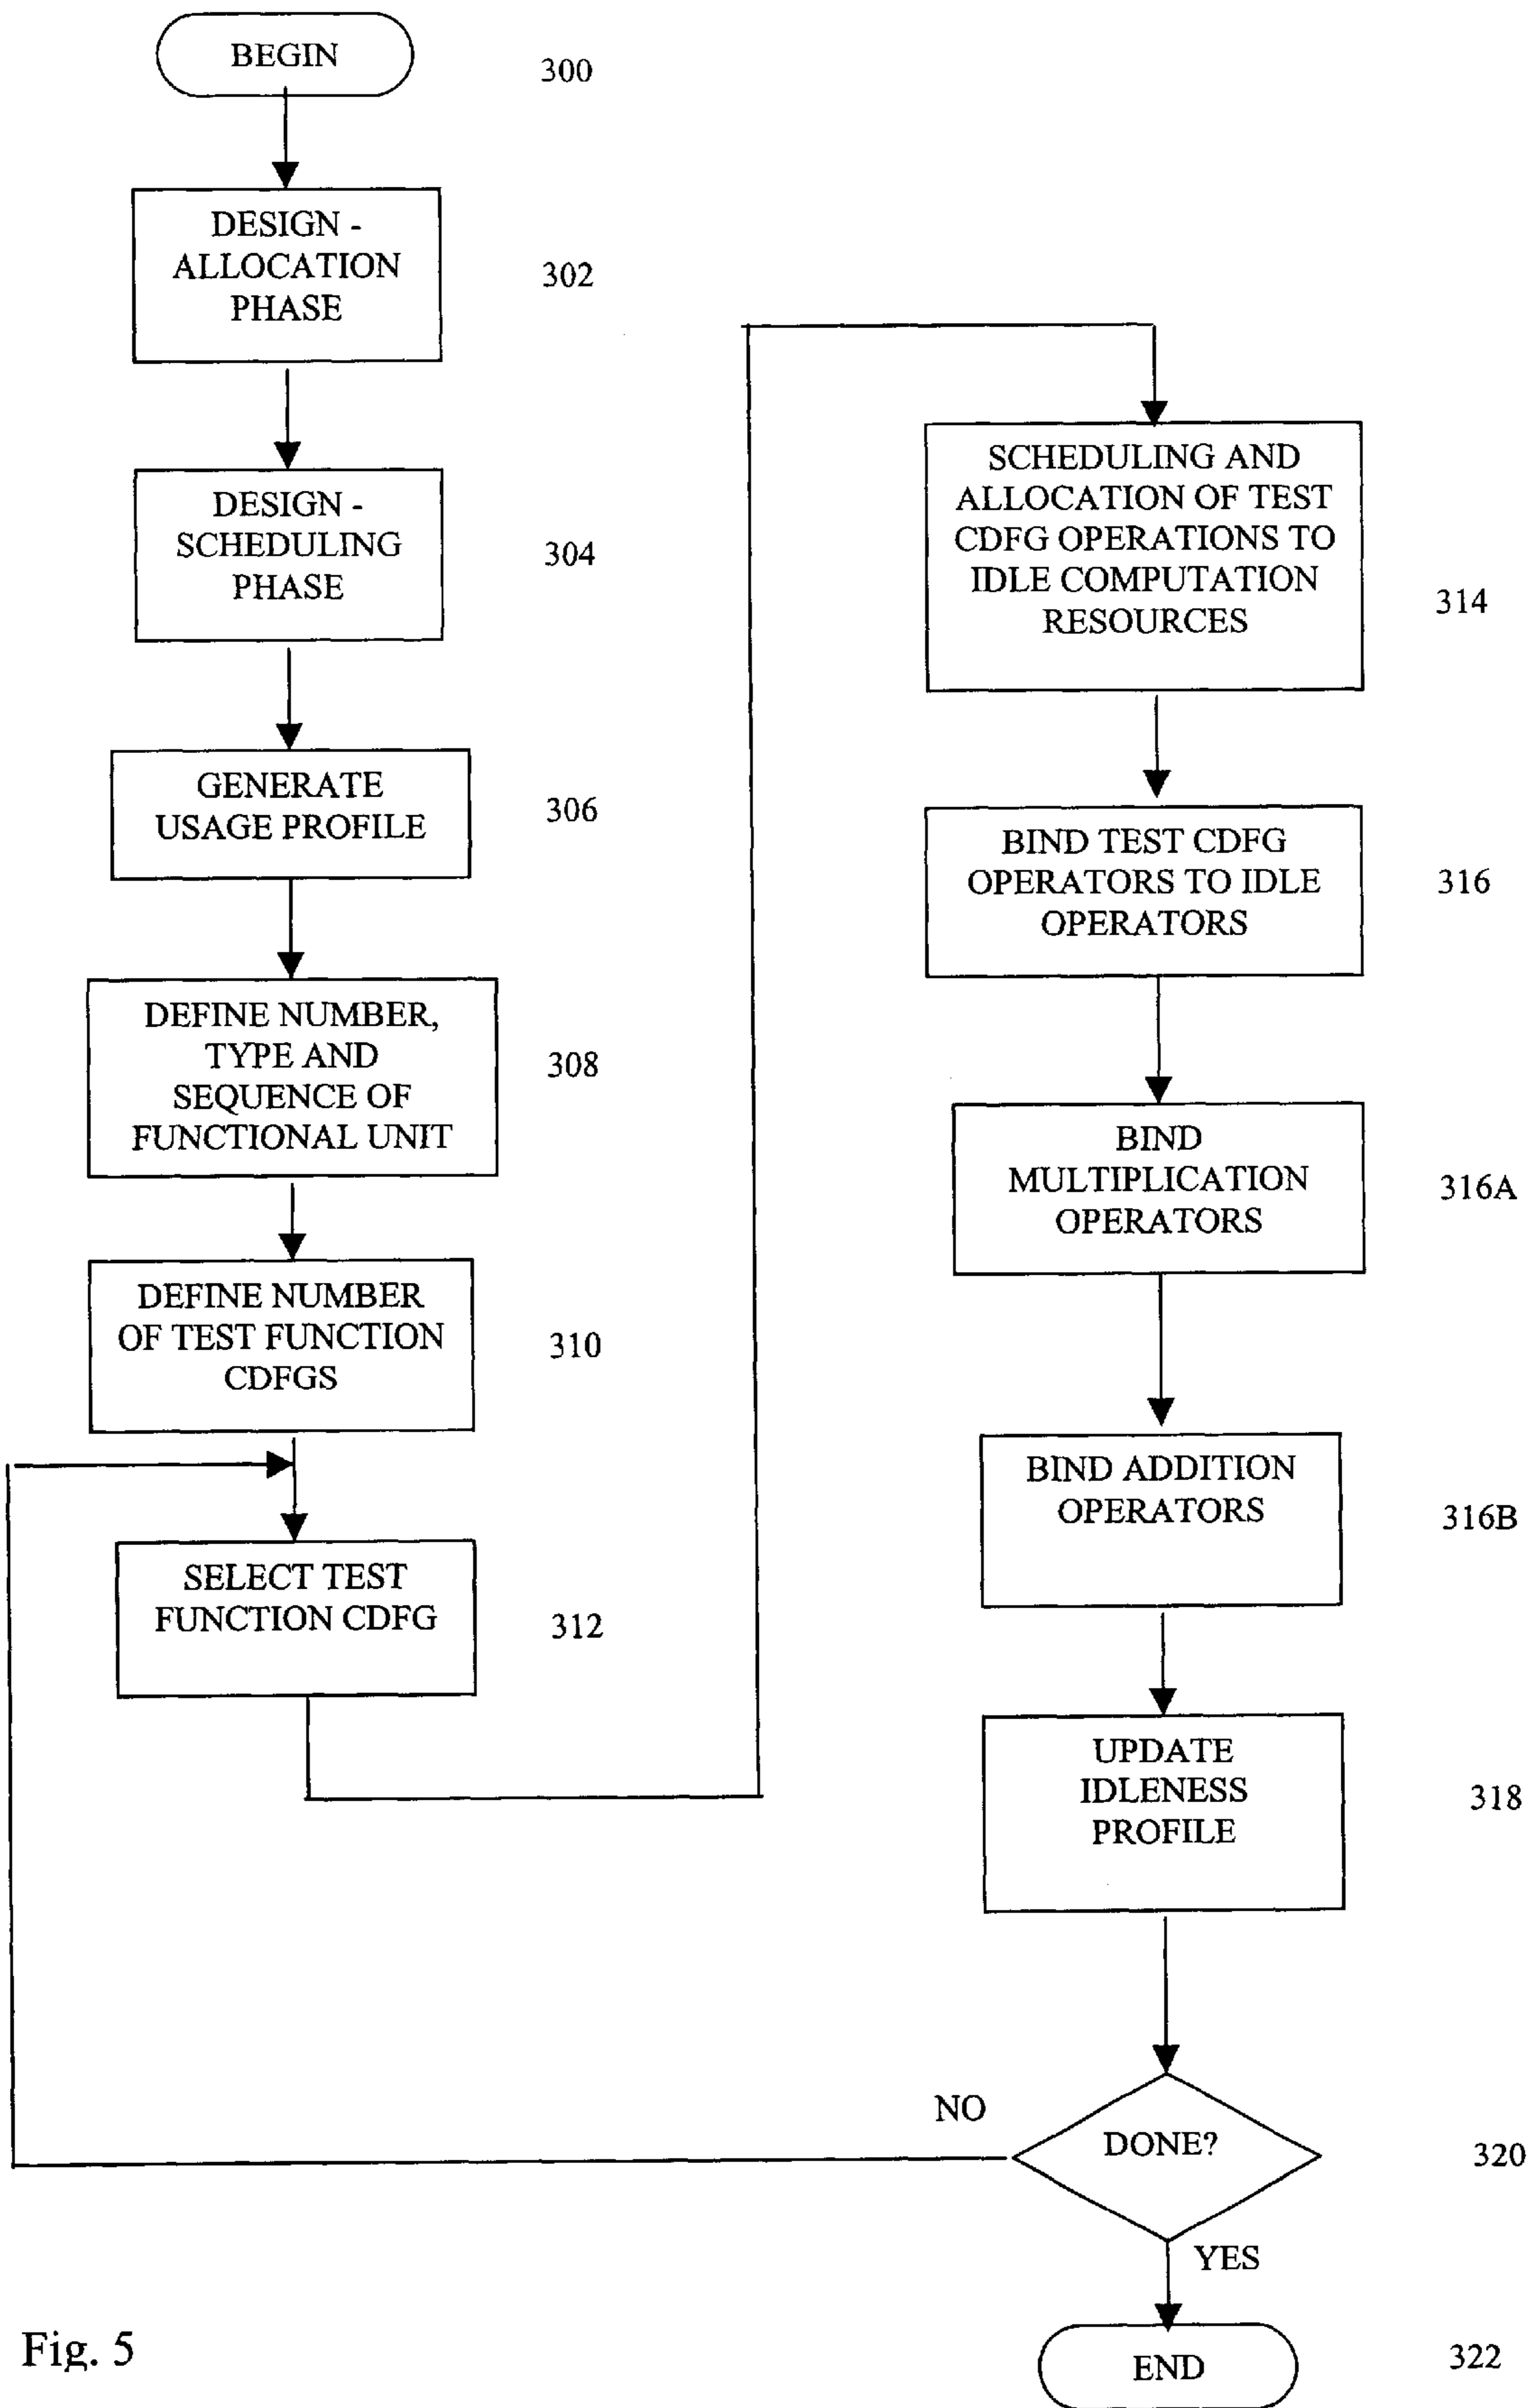 BEGIN
300
DESIGN -
ALLOCATION
PHASE
302
DESIGN -
SCHEDULING
PHASE
304
GENERATE
USAGE PROFILE
306
DEFINE NUMBER,
TYPE AND
SEQUENCE OF
FUNCTIONAL UNIT
308
DEFINE NUMBER
OF TEST FUNCTION
CDFGS
310
SELECT TEST
FUNCTION CDFG
312
SCHEDULING AND
ALLOCATION OF TEST
CDFG OPERATIONS TO
IDLE COMPUTATION
RESOURCES
314
BIND TEST CDFG
OPERATORS TO IDLE
OPERATORS
316
BIND
MULTIPLICATION
OPERATORS
316A
BIND ADDITION
OPERATORS
316B
UPDATE
IDLENESS
PROFILE
318
NO
DONE?
320
YES
END
322
Fig. 5